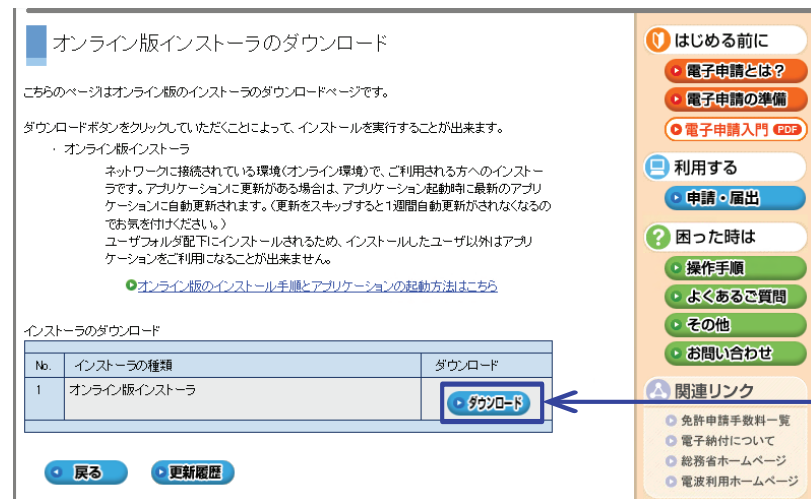 オンライン版インストーラのダウンロード
こちらのページはオンライン版のインストーラのダウンロードページです。
ダウンロードボタンをクリックしていただくことによって、インストールを実行することが出来ます。
・ オンライン版インストーラ
ネットワークに接続されている環境(オンライン環境)で、ご利用される方へのインストー
ラです。アプリケーションに更新がある場合は、アプリケーション起動時に最新のアプリ
ケーションに自動更新されます。(更新をスキップすると1週間自動更新がされなくなるの
でお気を付けください。)
ユーザフォルダ配下にインストールされるため、インストールしたユーザ以外はアプリ
ケーションをご利用になることが出来ません。
オンライン版のインストール手順とアプリケーションの起動方法はこちら
インストーラのダウンロード
No. インストーラの種類 ダウンロード
1 オンライン版インストーラ ダウンロード
戻る 更新履歴
はじめる前に
電子申請とは?
電子申請の準備
電子申請入門 PDF
利用する
申請・届出
困った時は
操作手順
よくあるご質問
その他
お問い合わせ
関連リンク
免許申請手数料一覧
電子納付について
総務省ホームページ
電波利用ホームページ